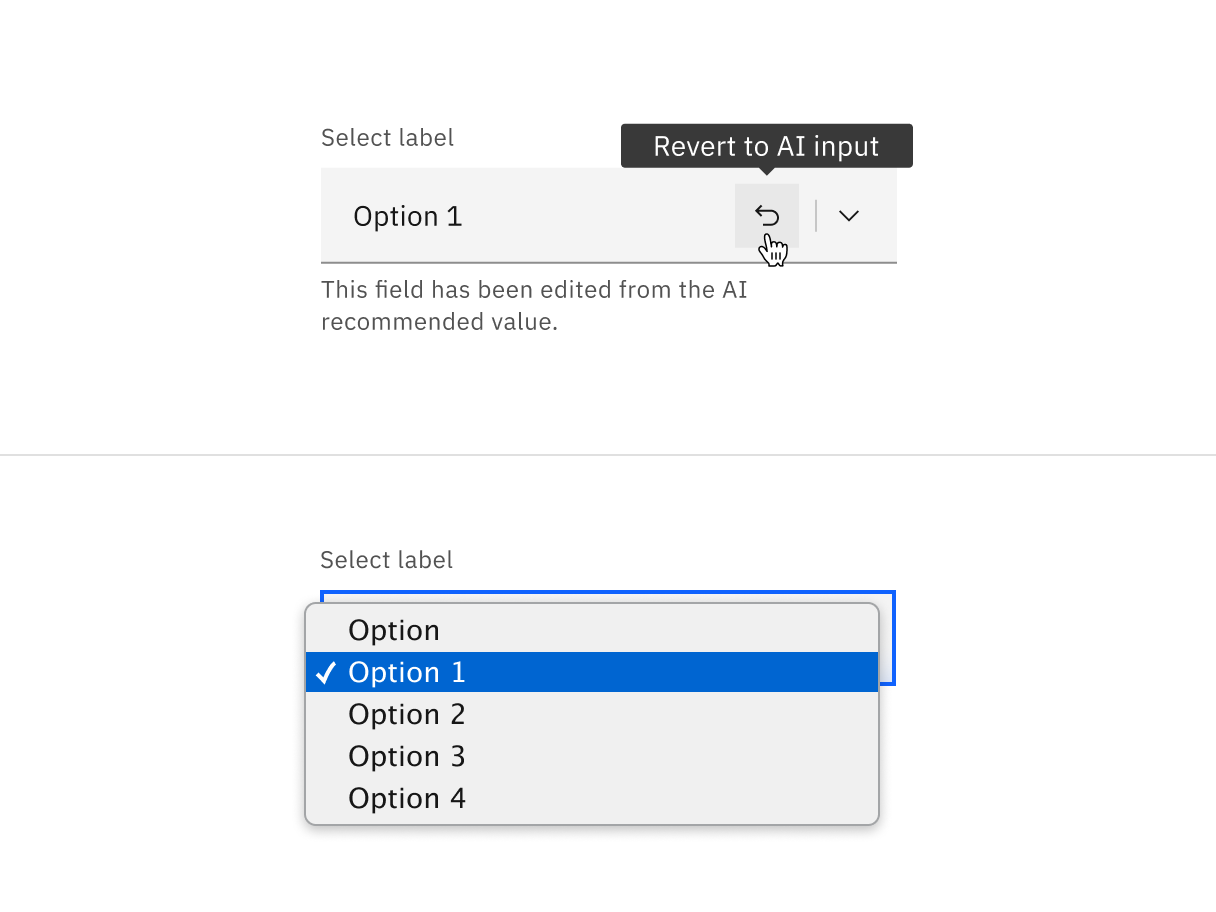 Select label
Revert to AI input
Option 1
This field has been edited from the AI
recommended value.
Select label
Option
Option 1
Option 2
Option 3
Option 4